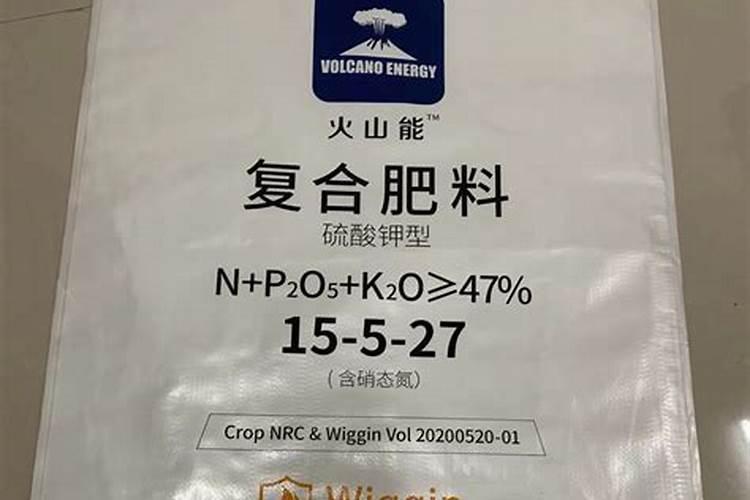 VOLCANO ENERGY
火山能™
复合肥料
硫酸钾型
N+P₂O₅+K₂O⩾47%
15-5-27
(含硝态氮)
Crop NRC & Wiggin Vol 20200520-01
Wiggin